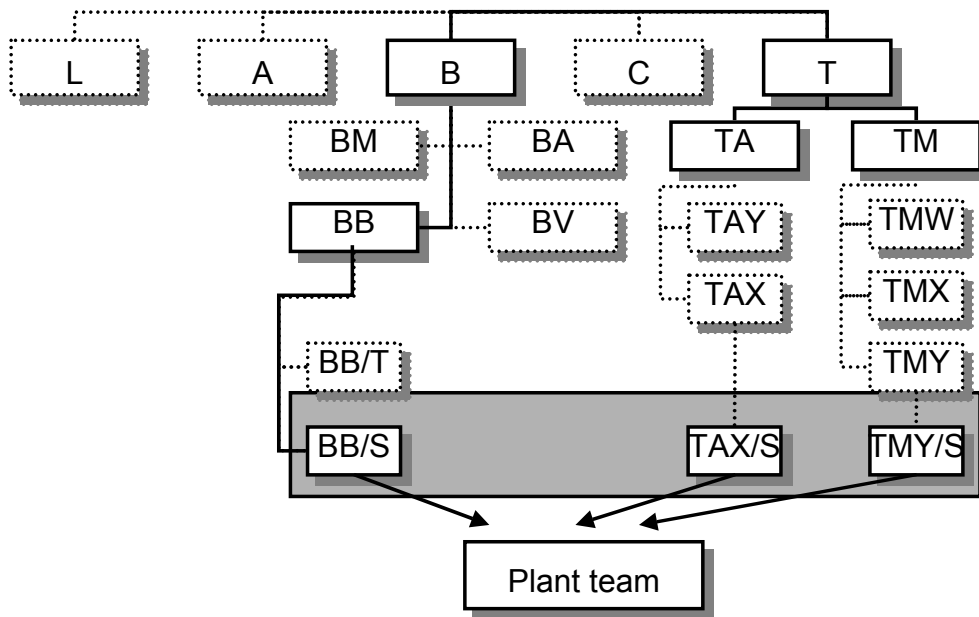 L
A
B
C
T
BM
BA
TA
TM
BB
BV
TAY
TMW
TAX
TMX
BB/T
TMY
BB/S
TAX/S
TMY/S
Plant team